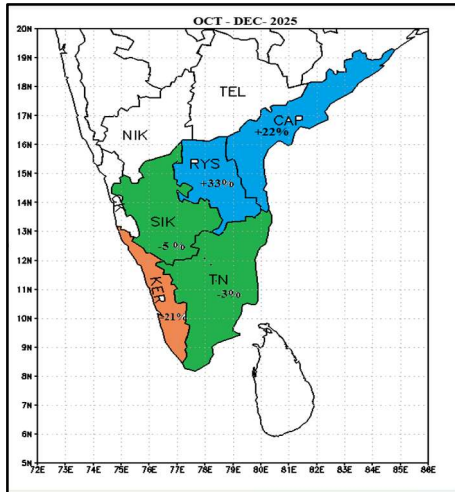 OCT - DEC- 2025
20N
19N
TEL
18N
17N
CAP
+22%
NIK
16N
RYS
15N
+33%
14N
SIK
13N
-5 %
12N
TN
KER
11N
-3%
10N
-21%
9N
8N
7N
6N
5N
72E 73E 74E 75E 76E 77E 78E 79E 80E 81E 82E 83E 84E 85E 86E